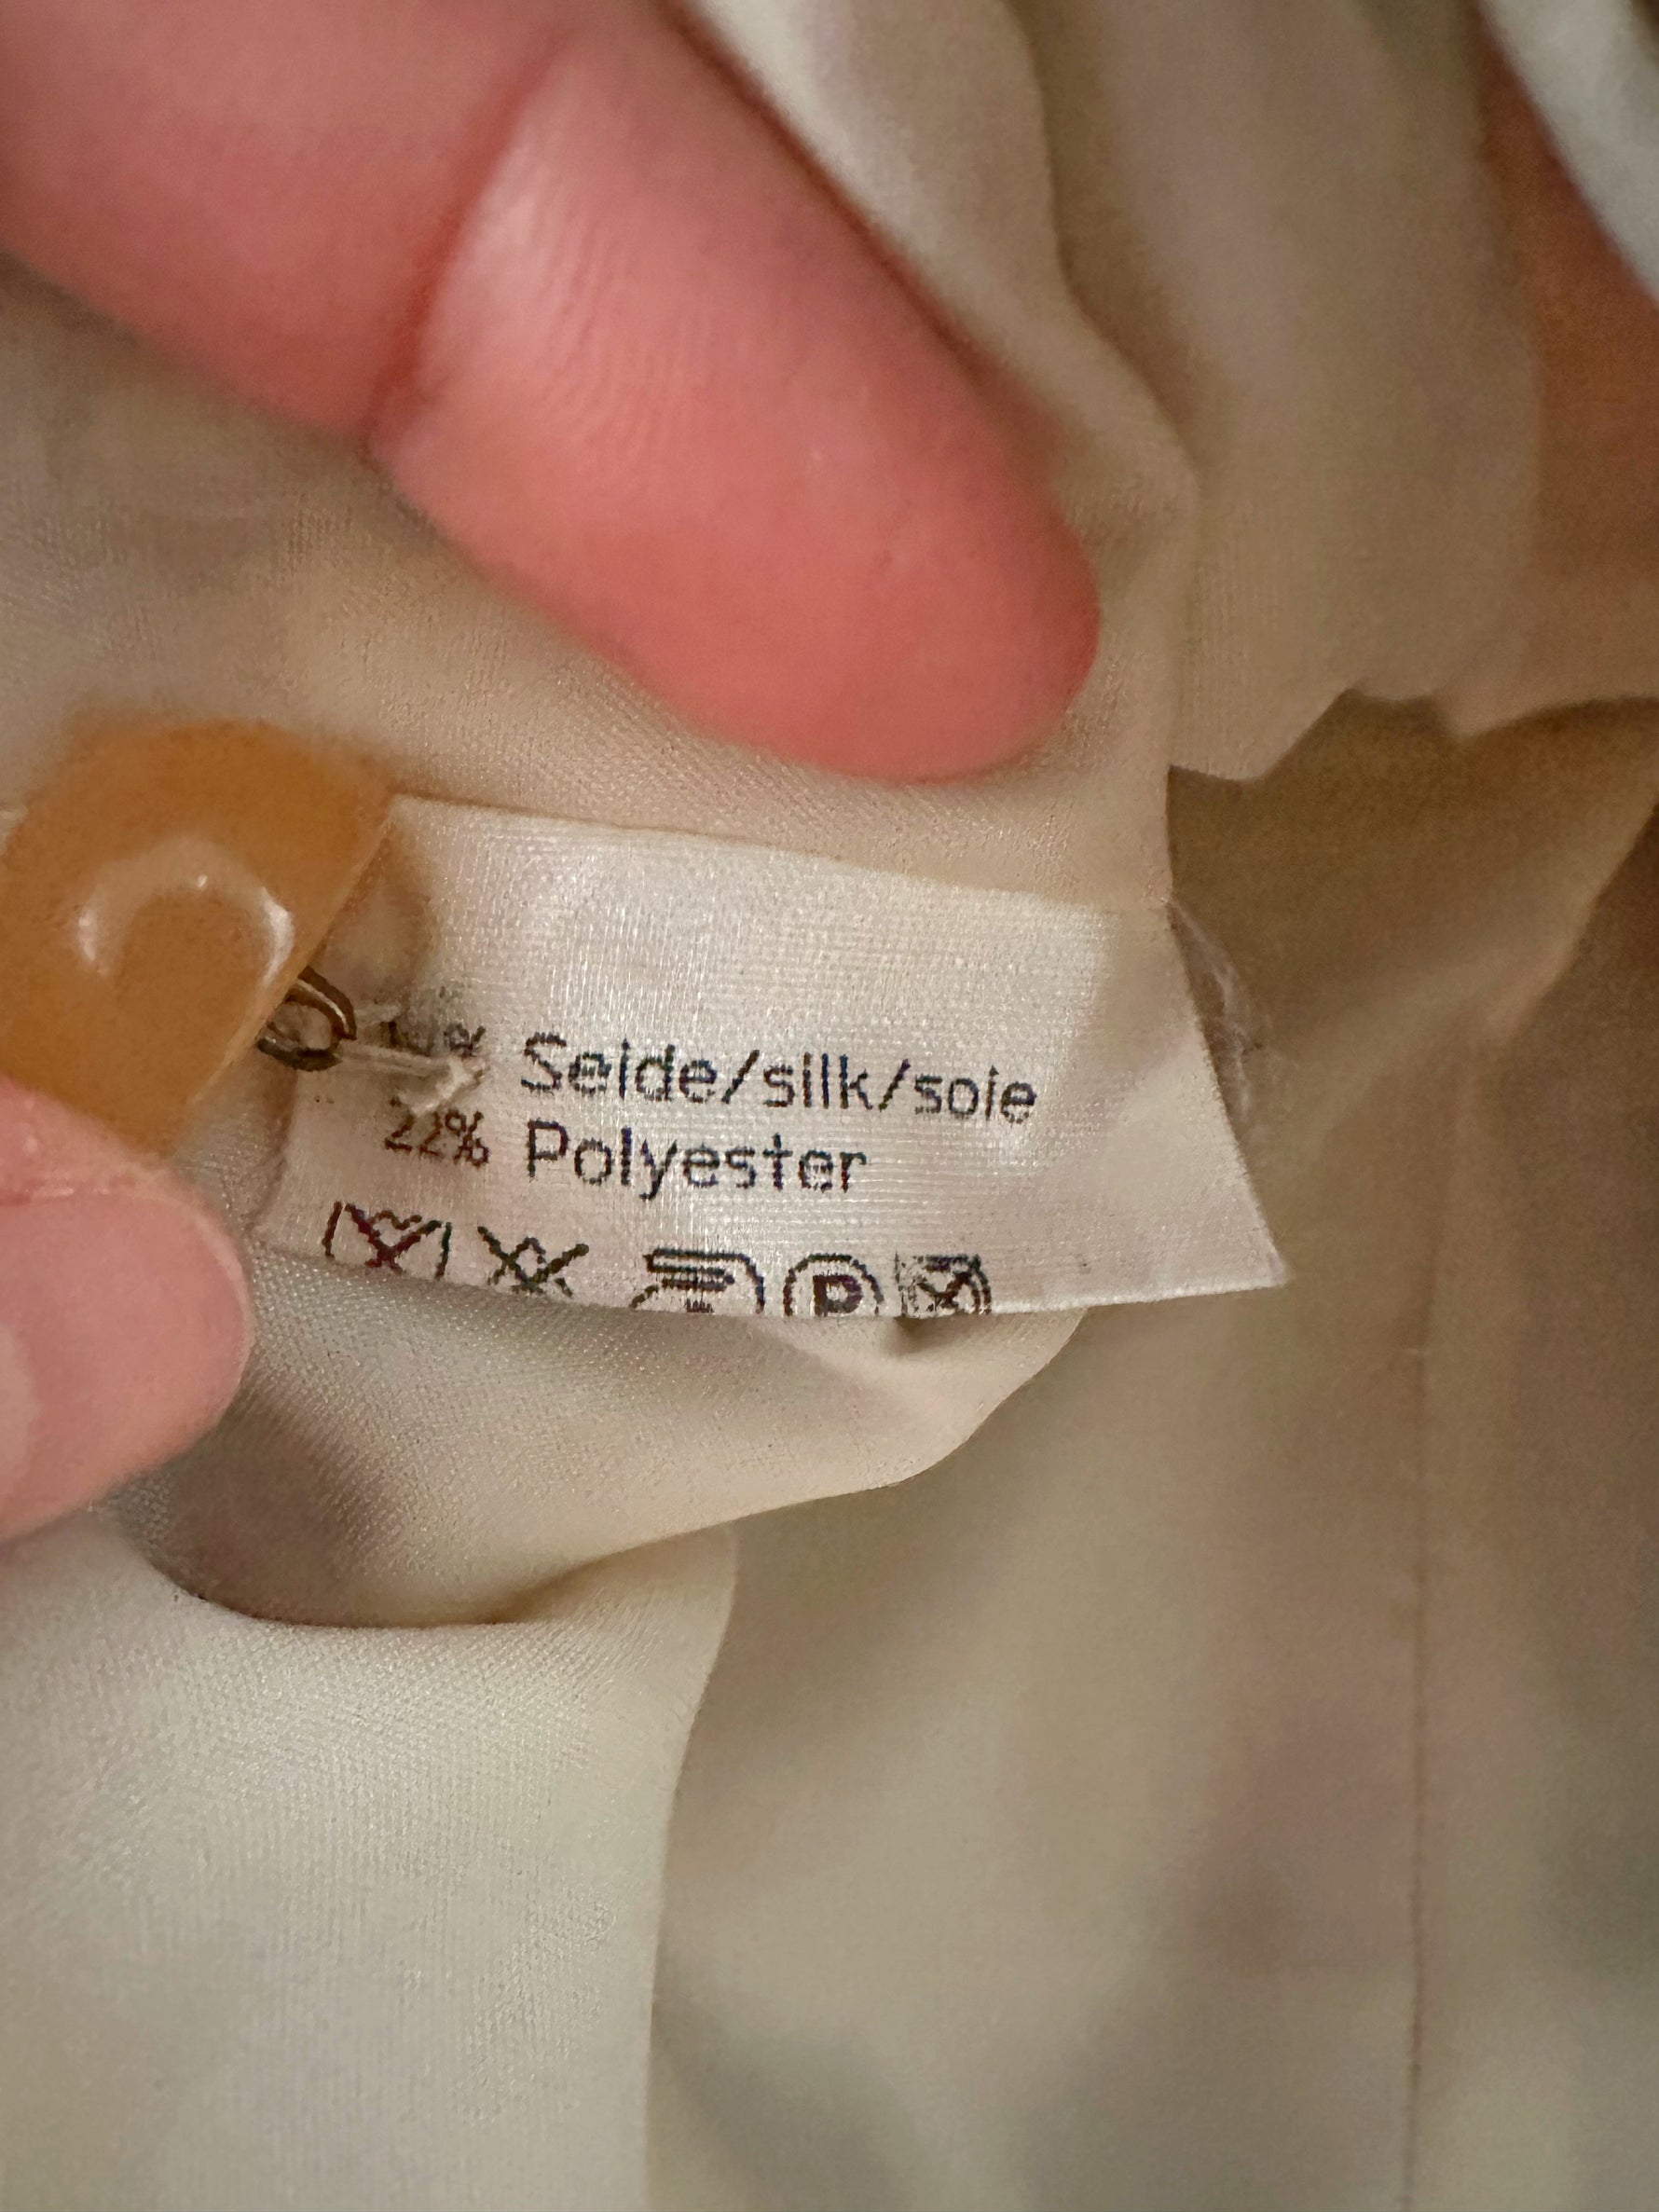 % Seide/silk/soie
22% Polyester
P